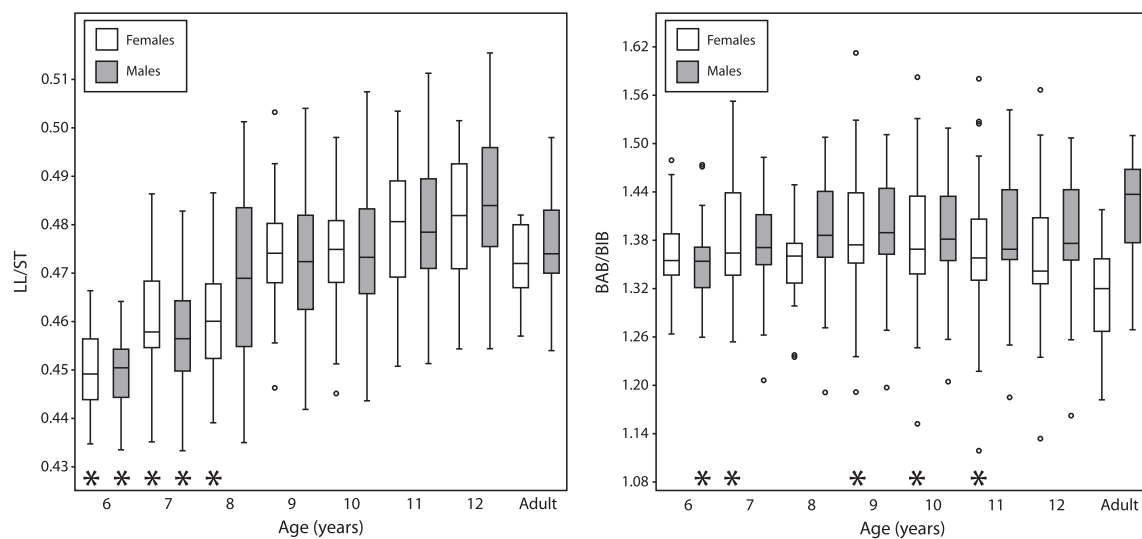 Females
Males
0.51
0.50
0.49
0.48
0.47
0.46
0.45
0.44
0.43
LL/ST
* * * * *
6 7 8 9 10 11 12 Adult
Age (years)
Females
Males
1.62
1.56
1.50
1.44
1.38
1.32
1.26
1.20
1.14
1.08
BAB/BIB
* * * * *
6 7 8 9 10 11 12 Adult
Age (years)